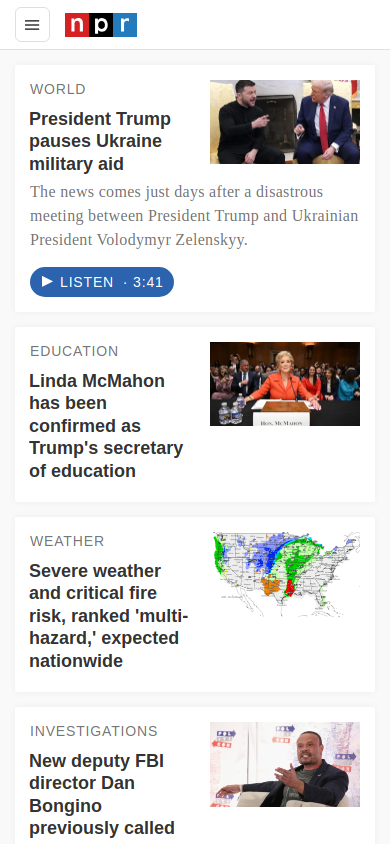 npr
WORLD
President Trump
pauses Ukraine
military aid
The news comes just days after a disastrous
meeting between President Trump and Ukrainian
President Volodymyr Zelenskyy.
LISTEN · 3:41
EDUCATION
Linda McMahon
has been
confirmed as
Trump's secretary
of education
HON. MCMAHON
WEATHER
Severe weather
and critical fire
risk, ranked 'multi-
hazard,' expected
nationwide
INVESTIGATIONS
New deputy FBI
director Dan
Bongino
previously called